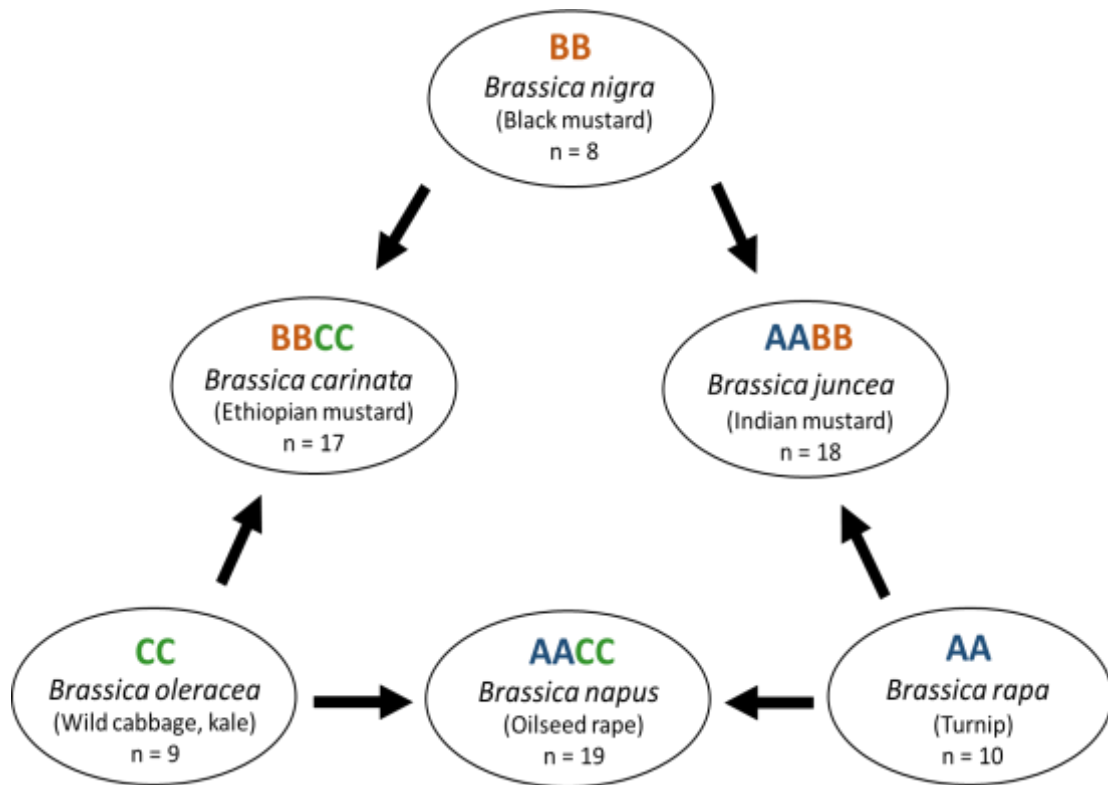 BB
Brassica nigra
(Black mustard)
n = 8
BBCC
Brassica carinata
(Ethiopian mustard)
n = 17
AABB
Brassica juncea
(Indian mustard)
n = 18
CC
Brassica oleracea
(Wild cabbage, kale)
n = 9
AACC
Brassica napus
(Oilseed rape)
n = 19
AA
Brassica rapa
(Turnip)
n = 10